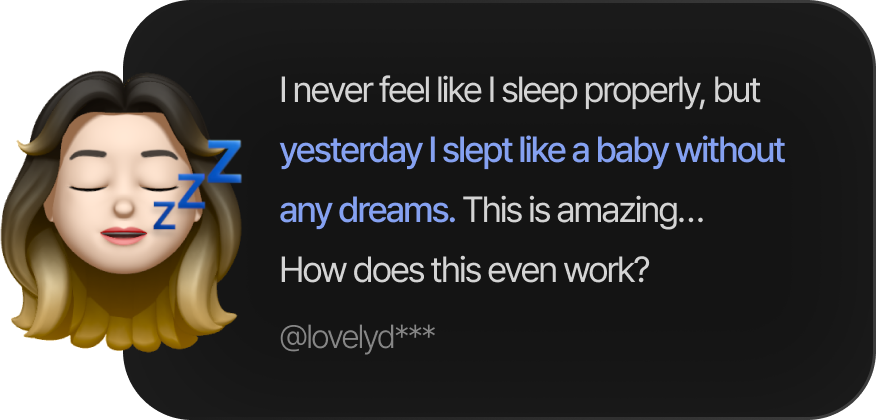 I never feel like I sleep properly, but
yesterday I slept like a baby without
any dreams. This is amazing...
How does this even work?
@lovelyd***
zzz